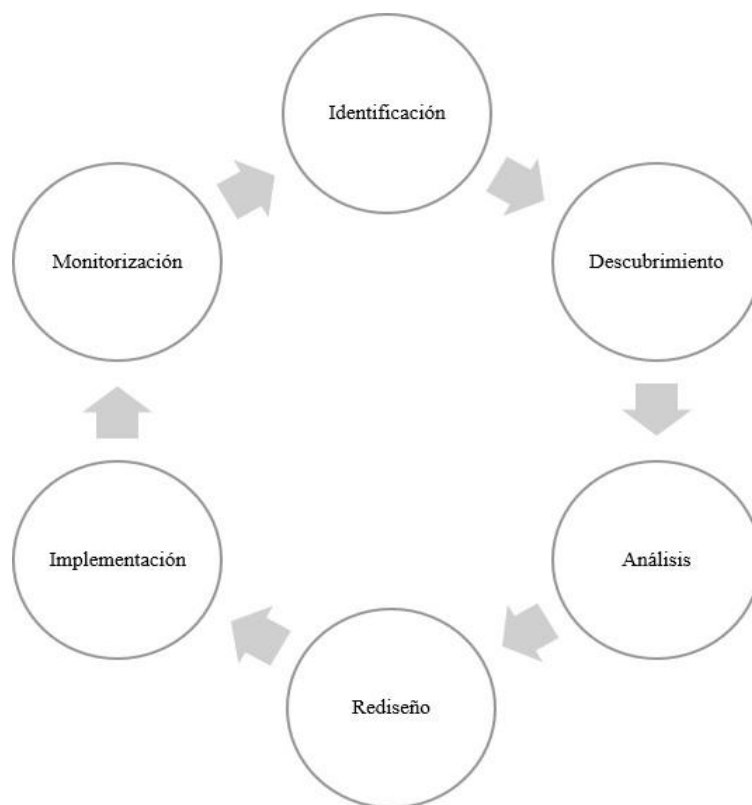 Identificación
Descubrimiento
Análisis
Rediseño
Implementación
Monitorización